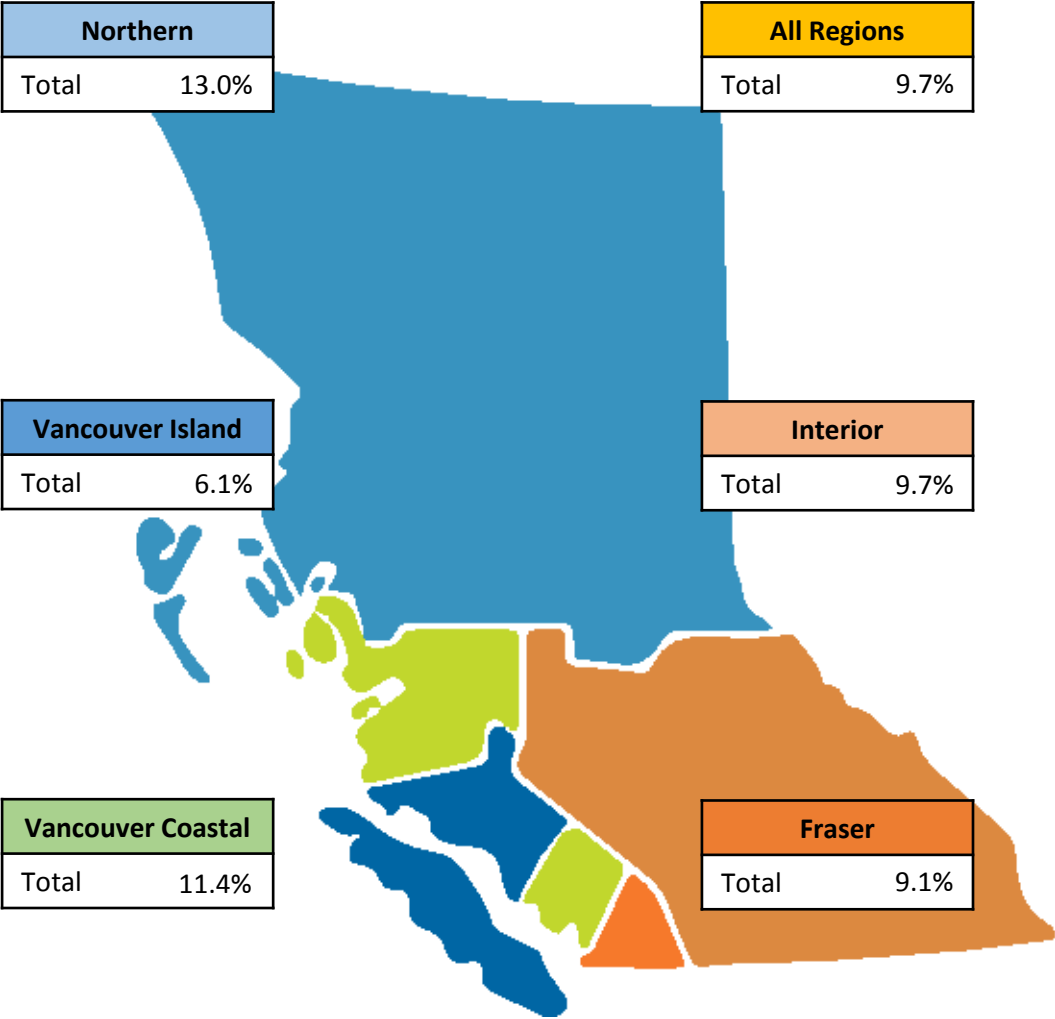 Northern
Total 13.0%
All Regions
Total 9.7%
Vancouver Island
Total 6.1%
Interior
Total 9.7%
Vancouver Coastal
Total 11.4%
Fraser
Total 9.1%